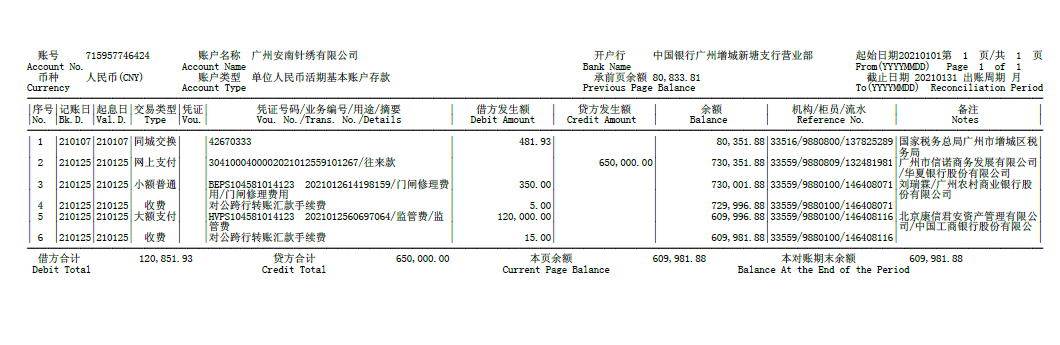 账号 715957746424 账户名称 广州安南针绣有限公司 开户行 中国银行广州增城新塘支行营业部 起始日期20210101第 1 页/共 1 页
Account No. Account Name Bank Name From(YYYYMMDD) Page 1 of 1
币种 人民币(CNY) 账户类型 单位人民币活期基本账户存款 承前页余额 80,833.81 截止日期 20210131 出账周期 月
Currency Account Type Previous Page Balance To(YYYYMMDD) Reconciliation Period
序号 记账日 起息日 交易类型 凭证 凭证号码/业务编号/用途/摘要 借方发生额 贷方发生额 余额 机构/柜员/流水 备注
No. Bk.D. Val.D. Type Vou. Vou. No./Trans. No./Details Debit Amount Credit Amount Balance Reference No. Notes
1 210107 210107 同城交换 42670333 481.93 80,351.88 33516/9880809/137825289 国家税务总局广州市增城区税
务局
2 210125 210125 网上支付 3041000400002021012559101267/往来款 650,000.00 730,351.88 33559/9880809/132481981 广州市信诺商务发展有限公司
/华夏银行股份有限公司
3 210125 210125 小额普通 BEPS104581014123 2021012614198159/门闸修理费 350.00 730,001.88 33559/9880100/146408071 刘瑞霖/广州农村商业银行股
用/门闸修理费用 份有限公司
4 210125 210125 收费 对公跨行转账汇款手续费 5.00 729,996.88 33559/9880100/146408071
5 210125 210125 大额支付 HVPS104581014123 2021012560697064/监管费/监 120,000.00 609,996.88 33559/9880100/146408116 北京康信君安资产管理有限公
管费 司/中国工商银行股份有限公
6 210125 210125 收费 对公跨行转账汇款手续费 15.00 609,981.88 33559/9880100/146408116
借方合计 120,851.93 贷方合计 650,000.00 本页余额 609,981.88 本对账期末余额 609,981.88
Debit Total Credit Total Current Page Balance Balance At the End of the Period